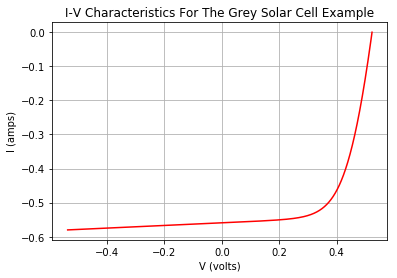 I-V Characteristics For The Grey Solar Cell Example
0.0
−0.1
−0.2
−0.3
−0.4
−0.5
−0.6
I (amps)
−0.4 −0.2 0.0 0.2 0.4
V (volts)